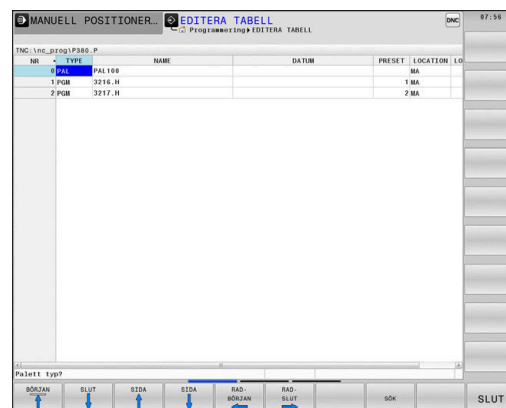 MANUELL POSITIONER... EDITERA TABELL DNC 07:56
Programmering EDITERA TABELL
TNC:\nc_prog\P380.P
NR TYPE NAME DATUM PRESET LOCATION LO
0 PAL PAL100 MA
1 PGM 3216.H 1 MA
2 PGM 3217.H 2 MA
Palett typ?
BÖRJAN SLUT SIDA SIDA RAD- BÖRJAN RAD- SLUT SÖK SLUT